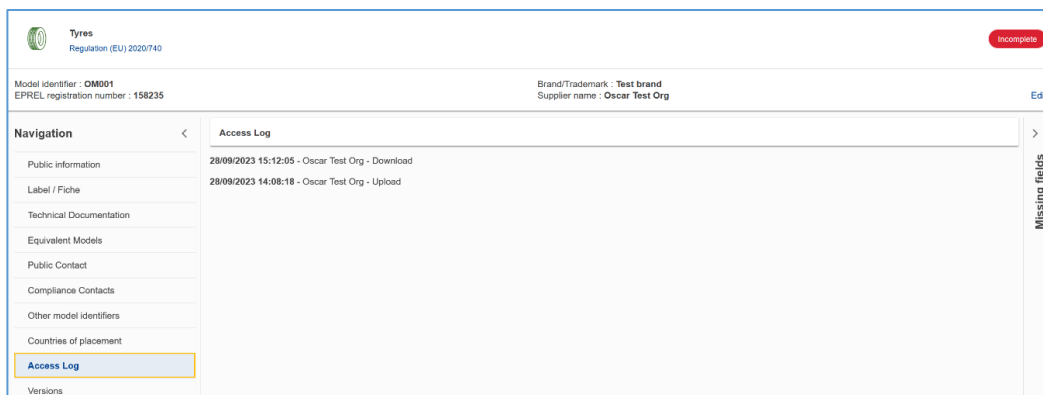 Tyres
Regulation (EU) 2020/740
Incomplete
Model identifier : OM001
EPREL registration number : 158235
Brand/Trademark : Test brand
Supplier name : Oscar Test Org
Navigation
Public information
Label / Fiche
Technical Documentation
Equivalent Models
Public Contact
Compliance Contacts
Other model identifiers
Countries of placement
Access Log
Versions
Access Log
28/09/2023 15:12:05 - Oscar Test Org - Download
28/09/2023 14:08:18 - Oscar Test Org - Upload
Missing fields